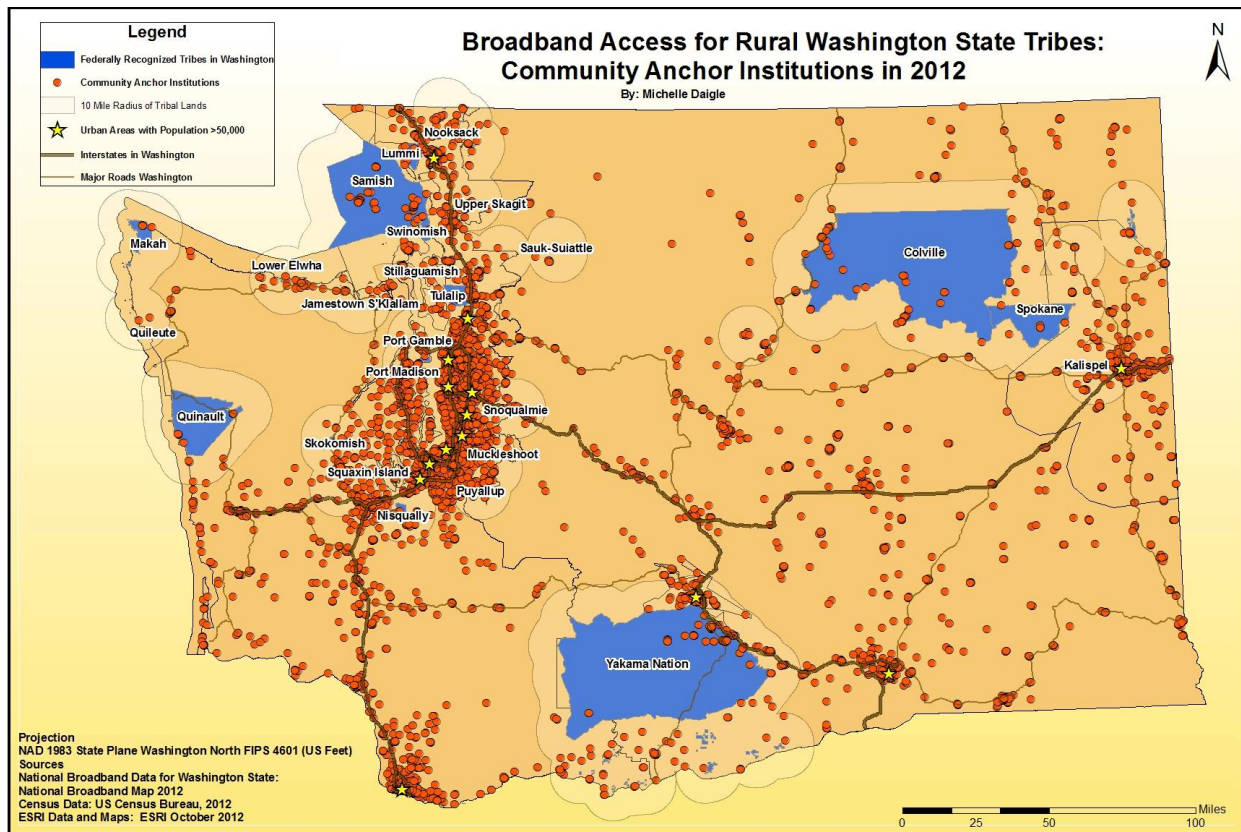 Legend
Federally Recognized Tribes in Washington
Community Anchor Institutions
10 Mile Radius of Tribal Lands
Urban Areas with Population >50,000
Interstates in Washington
Major Roads Washington
Broadband Access for Rural Washington State Tribes:
Community Anchor Institutions in 2012
By: Michelle Daigle
N
Nooksack
Lummi
Samish
Upper Skagit
Swinomish
Makah
Sauk-Suiattle
Colville
Lower Elwha
Stillaguamish
Tulalip
Jamestown S'Klallam
Spokane
Quileute
Port Gamble
Kalispel
Port Madison
Snoqualmie
Quinault
Skokomish
Muckleshoot
Squaxin Island
Puyallup
Nisqually
Yakama Nation
Projection
NAD 1983 State Plane Washington North FIPS 4601 (US Feet)
Sources
National Broadband Data for Washington State:
National Broadband Map 2012
Census Data: US Census Bureau, 2012
ESRI Data and Maps: ESRI October 2012
Miles
0 25 50 100